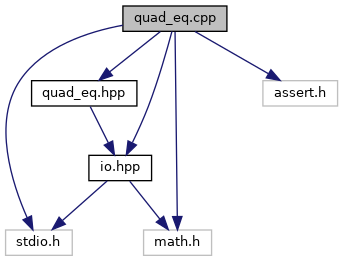 quad_eq.cpp
quad_eq.hpp
assert.h
io.hpp
stdio.h
math.h